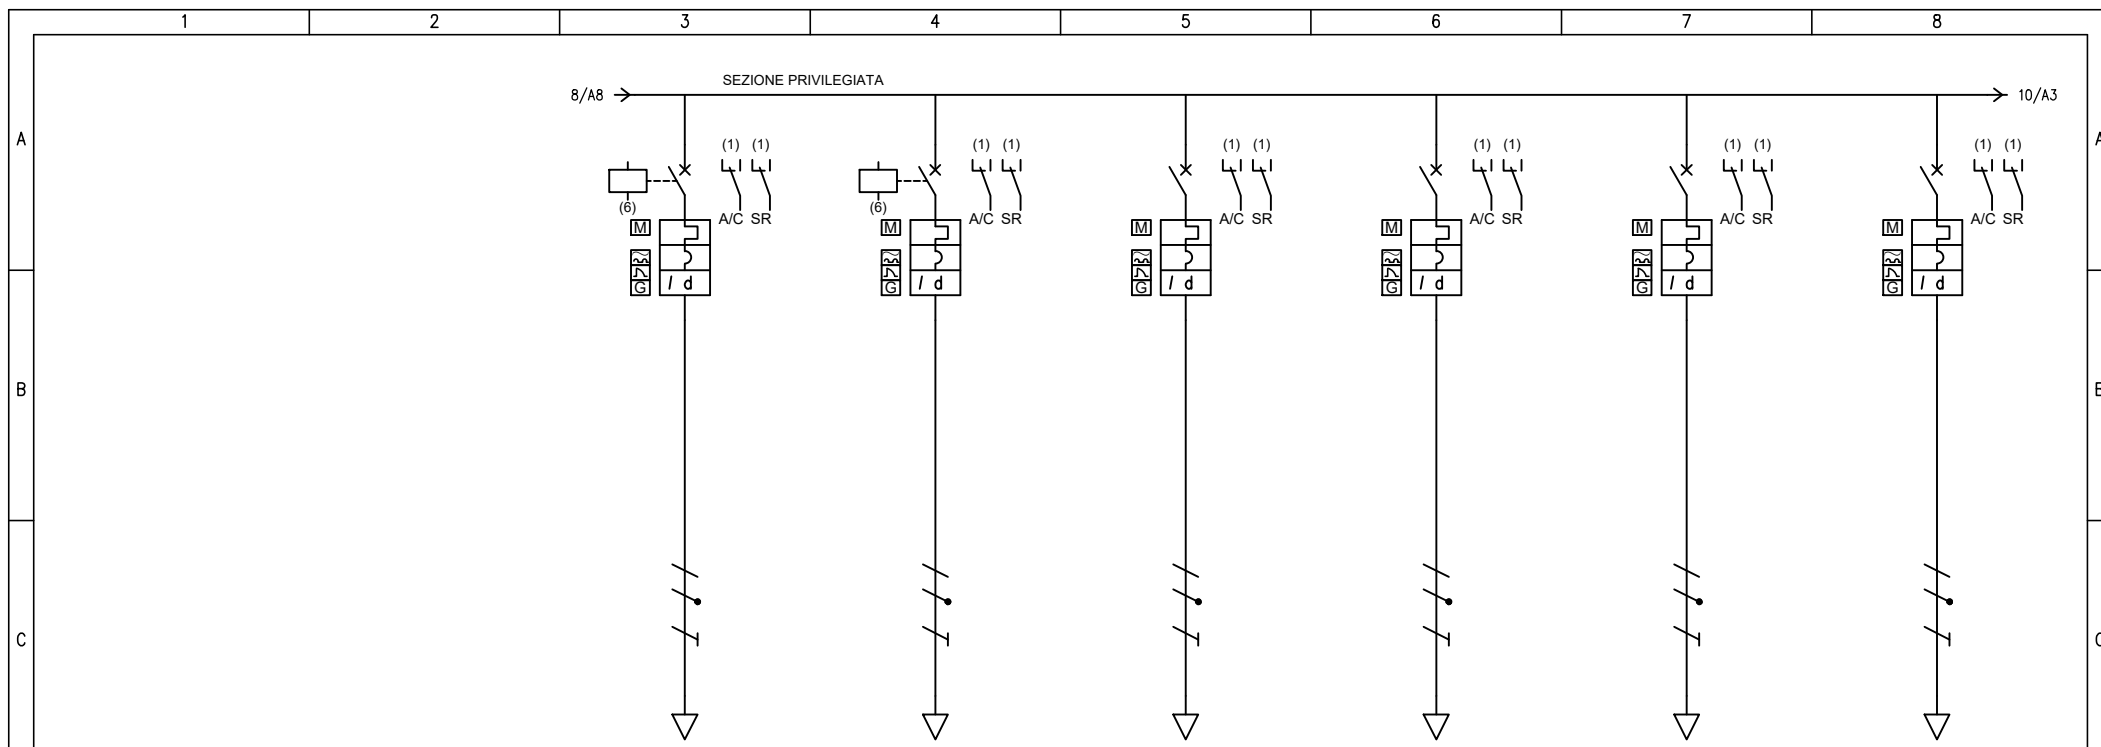 1 2 3 4 5 6 7 8
SEZIONE PRIVILEGIATA
8/A8 10/A3
A A
(1) (1) (1) (1) (1) (1) (1) (1) (1) (1) (1) (1)
(6) (6)
A/C SR A/C SR A/C SR A/C SR A/C SR A/C SR
M M M M M M
G I d G I d G I d G I d G I d G I d
B B
C C